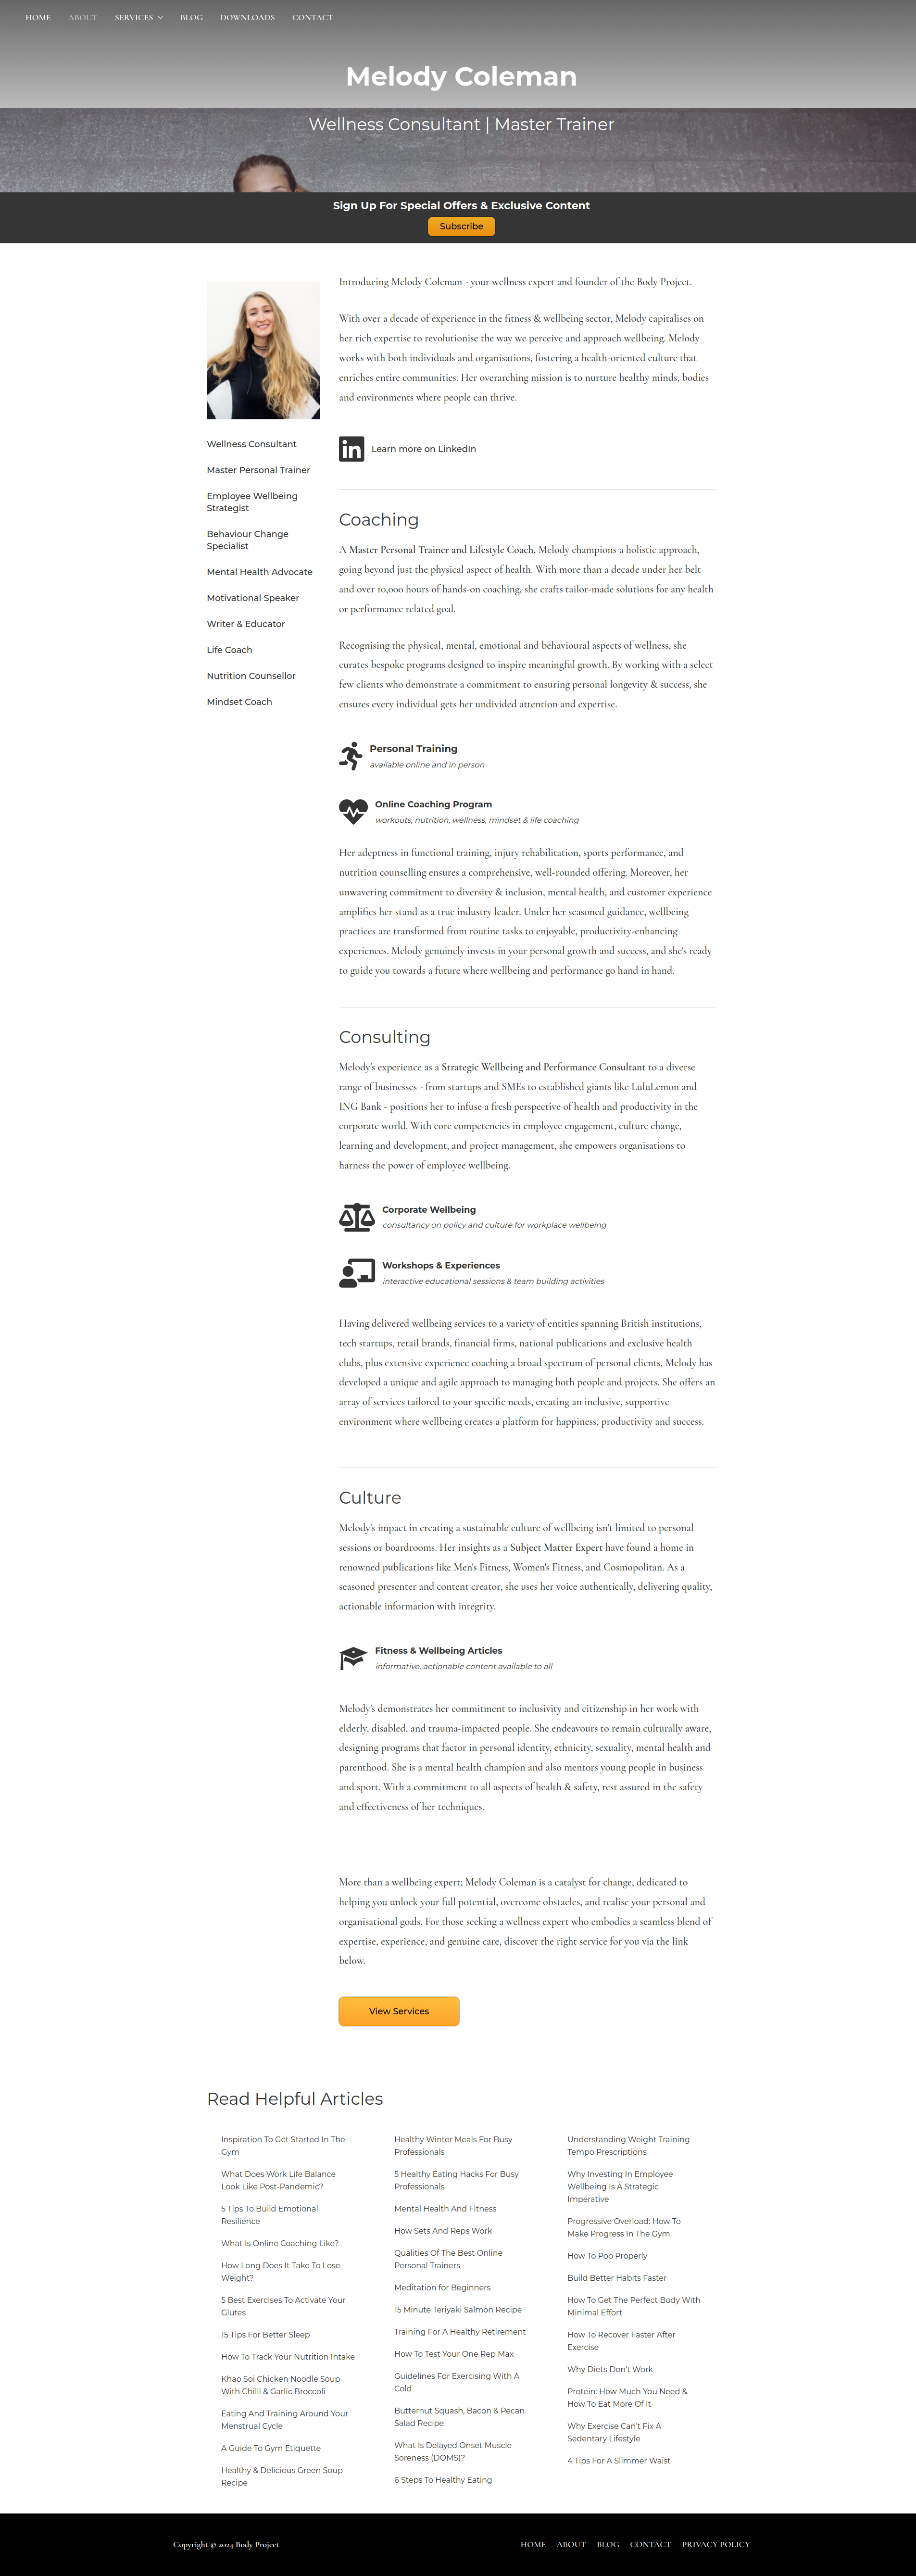 HOME ABOUT SERVICES BLOG DOWNLOADS CONTACT
Melody Coleman
Wellness Consultant | Master Trainer
Sign Up For Special Offers & Exclusive Content
Subscribe
Wellness Consultant
Master Personal Trainer
Employee Wellbeing
Strategist
Behaviour Change
Specialist
Mental Health Advocate
Motivational Speaker
Writer & Educator
Life Coach
Nutrition Counsellor
Mindset Coach
Introducing Melody Coleman - your wellness expert and founder of the Body Project.
With over a decade of experience in the fitness & wellbeing sector, Melody capitalises on
her rich expertise to revolutionise the way we perceive and approach wellbeing. Melody
works with both individuals and organisations, fostering a health-oriented culture that
enriches entire communities. Her overarching mission is to nurture healthy minds, bodies
and environments where people can thrive.
Learn more on LinkedIn
Coaching
A Master Personal Trainer and Lifestyle Coach, Melody champions a holistic approach,
going beyond just the physical aspect of health. With more than a decade under her belt
and over 10,000 hours of hands-on coaching, she crafts tailor-made solutions for any health
or performance related goal.
Recognising the physical, mental, emotional and behavioural aspects of wellness, she
curates bespoke programs designed to inspire meaningful growth. By working with a select
few clients who demonstrate a commitment to ensuring personal longevity & success, she
ensures every individual gets her undivided attention and expertise.
Personal Training
available online and in person
Online Coaching Program
workouts, nutrition, wellness, mindset & life coaching
Her adeptness in functional training, injury rehabilitation, sports performance, and
nutrition counselling ensures a comprehensive, well-rounded offering. Moreover, her
unwavering commitment to diversity & inclusion, mental health, and customer experience
amplifies her stand as a true industry leader. Under her seasoned guidance, wellbeing
practices are transformed from routine tasks to enjoyable, productivity-enhancing
experiences. Melody genuinely invests in your personal growth and success, and she's ready
to guide you towards a future where wellbeing and performance go hand in hand.
Consulting
Melody's experience as a Strategic Wellbeing and Performance Consultant to a diverse
range of businesses - from startups and SMEs to established giants like LuluLemon and
ING Bank - positions her to infuse a fresh perspective of health and productivity in the
corporate world. With core competencies in employee engagement, culture change,
learning and development, and project management, she empowers organisations to
harness the power of employee wellbeing.
Corporate Wellbeing
consultancy on policy and culture for workplace wellbeing
Workshops & Experiences
interactive educational sessions & team building activities
Having delivered wellbeing services to a variety of entities spanning British institutions,
tech startups, retail brands, financial firms, national publications and exclusive health
clubs, plus extensive experience coaching a broad spectrum of personal clients, Melody has
developed a unique and agile approach to managing both people and projects. She offers an
array of services tailored to your specific needs, creating an inclusive, supportive
environment where wellbeing creates a platform for happiness, productivity and success.
Culture
Melody's impact in creating a sustainable culture of wellbeing isn't limited to personal
sessions or boardrooms. Her insights as a Subject Matter Expert have found a home in
renowned publications like Men's Fitness, Women's Fitness, and Cosmopolitan. As a
seasoned presenter and content creator, she uses her voice authentically, delivering quality,
actionable information with integrity.
Fitness & Wellbeing Articles
informative, actionable content available to all
Melody's demonstrates her commitment to inclusivity and citizenship in her work with
elderly, disabled, and trauma-impacted people. She endeavours to remain culturally aware,
designing programs that factor in personal identity, ethnicity, sexuality, mental health and
parenthood. She is a mental health champion and also mentors young people in business
and sport. With a commitment to all aspects of health & safety, rest assured in the safety
and effectiveness of her techniques.
More than a wellbeing expert; Melody Coleman is a catalyst for change, dedicated to
helping you unlock your full potential, overcome obstacles, and realise your personal and
organisational goals. For those seeking a wellness expert who embodies a seamless blend of
expertise, experience, and genuine care, discover the right service for you via the link
below.
View Services
Read Helpful Articles
Inspiration To Get Started In The
Gym
What Does Work Life Balance
Look Like Post-Pandemic?
5 Tips To Build Emotional
Resilience
What Is Online Coaching Like?
How Long Does It Take To Lose
Weight?
5 Best Exercises To Activate Your
Glutes
15 Tips For Better Sleep
How To Track Your Nutrition Intake
Khao Soi Chicken Noodle Soup
With Chilli & Garlic Broccoli
Eating And Training Around Your
Menstrual Cycle
A Guide To Gym Etiquette
Healthy & Delicious Green Soup
Recipe
Healthy Winter Meals For Busy
Professionals
5 Healthy Eating Hacks For Busy
Professionals
Mental Health And Fitness
How Sets And Reps Work
Qualities Of The Best Online
Personal Trainers
Meditation for Beginners
15 Minute Teriyaki Salmon Recipe
Training For A Healthy Retirement
How To Test Your One Rep Max
Guidelines For Exercising With A
Cold
Butternut Squash, Bacon & Pecan
Salad Recipe
What Is Delayed Onset Muscle
Soreness (DOMS)?
6 Steps To Healthy Eating
Understanding Weight Training
Tempo Prescriptions
Why Investing In Employee
Wellbeing Is A Strategic
Imperative
Progressive Overload: How To
Make Progress In The Gym
How To Poo Properly
Build Better Habits Faster
How To Get The Perfect Body With
Minimal Effort
How To Recover Faster After
Exercise
Why Diets Don't Work
Protein: How Much You Need &
How To Eat More Of It
Why Exercise Can't Fix A
Sedentary Lifestyle
4 Tips For A Slimmer Waist
Copyright © 2024 Body Project
HOME ABOUT BLOG CONTACT PRIVACY POLICY